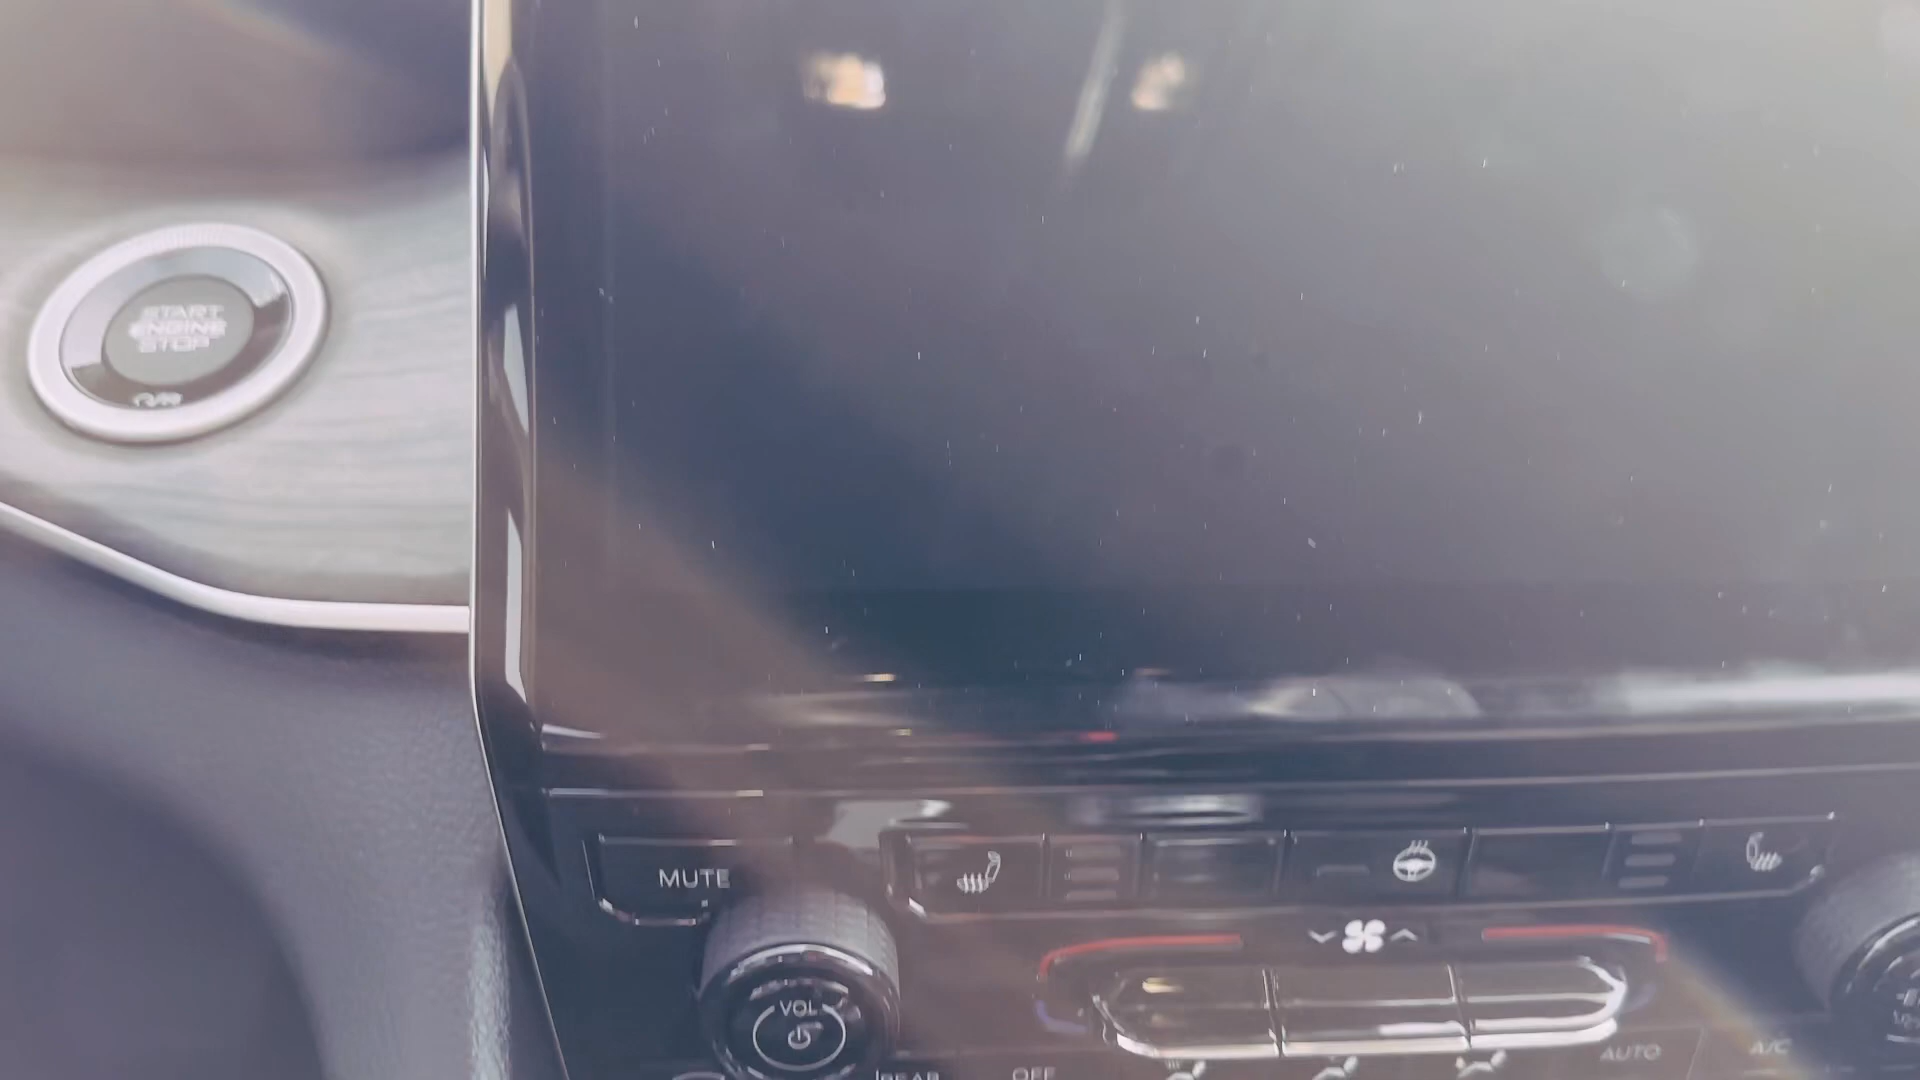 START
ENGINE
STOP
MUTE
VOL
AUTO
A/C
REAR
OFF